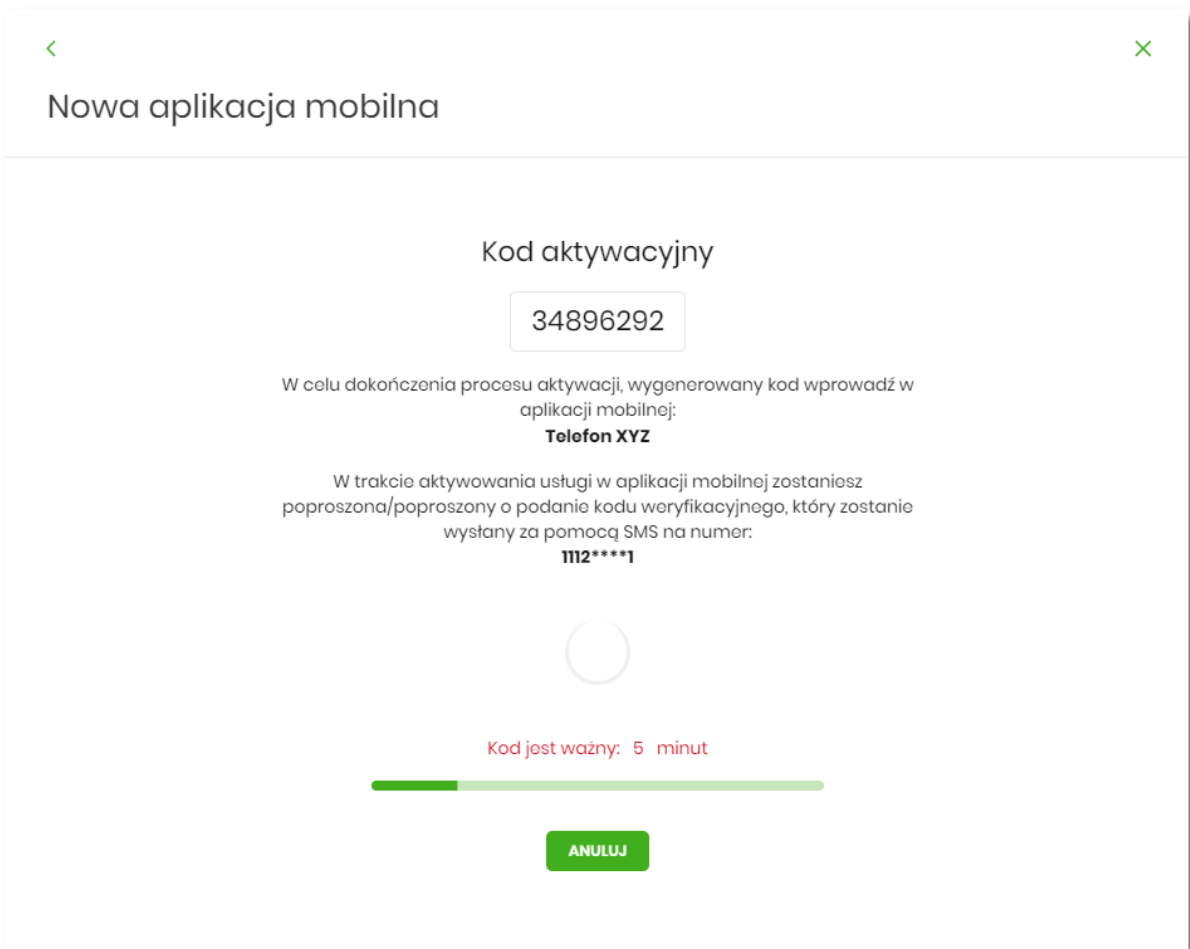 Nowa aplikacja mobilna
Kod aktywacyjny
34896292
W celu dokończenia procesu aktywacji, wygenerowany kod wprowadź w
aplikacji mobilnej:
Telefon XYZ
W trakcie aktywowania usługi w aplikacji mobilnej zostaniesz
poproszona/poproszony o podanie kodu weryfikacyjnego, który zostanie
wysłany za pomocą SMS na numer:
1112****1
Kod jest ważny: 5 minut
ANULUJ